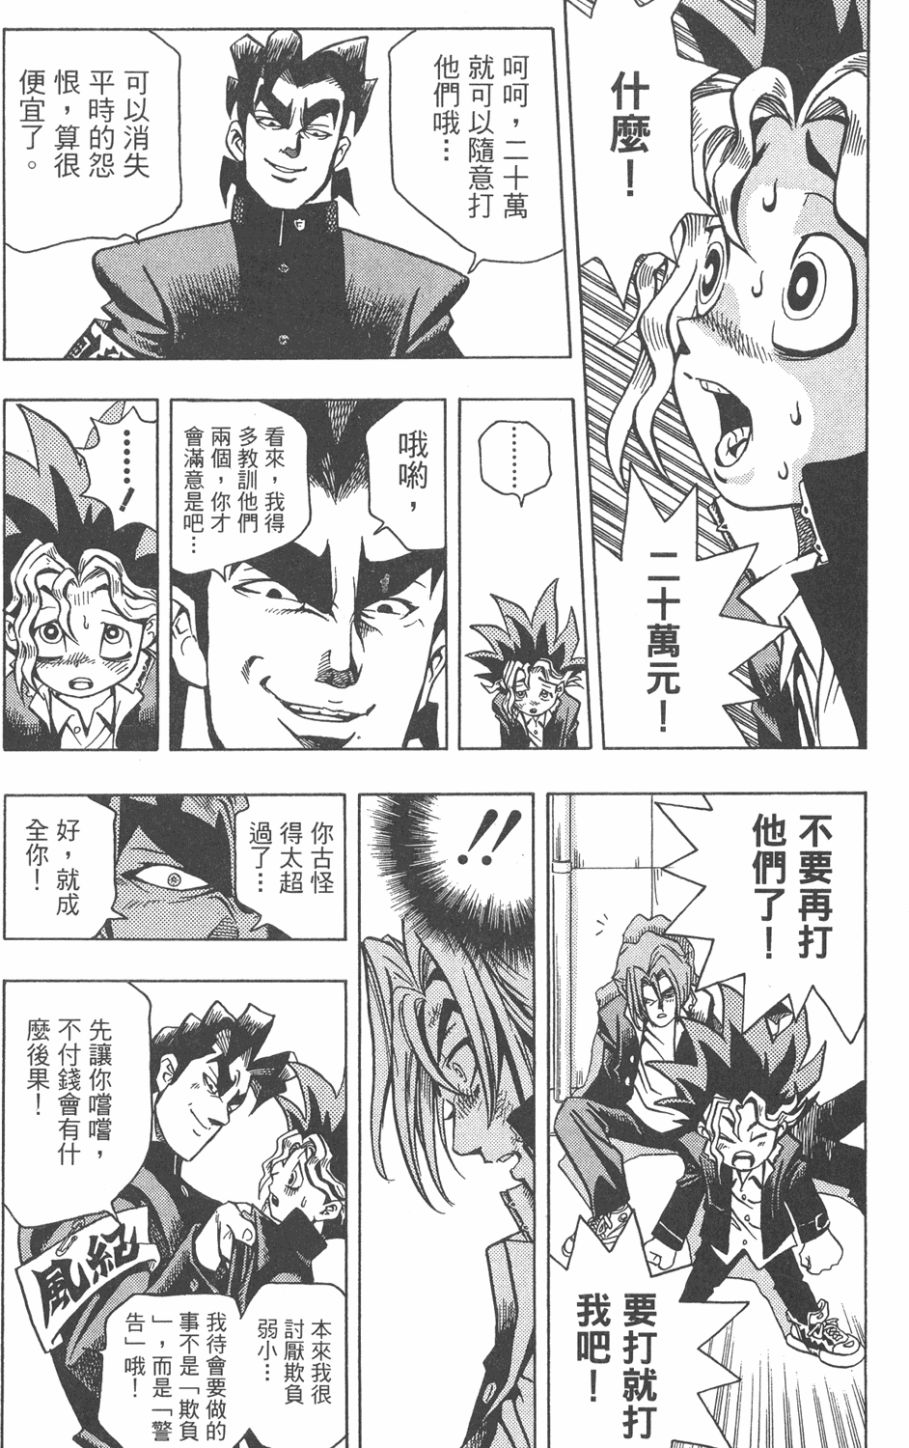 什麼！
二十萬元！
呵呵，二十萬
就可以隨意打
他們哦…
可以消失
平時的怨
恨，算很
便宜了。
……
哦喲，
看來，我得
多教訓他們
兩個，你才
會滿意是吧…
……！
不要再打
他們了！
要打就打
我吧！
!!
你古怪
得太超
過了…
好，就成
全你！
先讓你嚐嚐，
不付錢會有什
麼後果！
風紀
本來我很
討厭欺負
弱小…
我待會要做的
事不是「欺負
」，而是「警
告」哦！